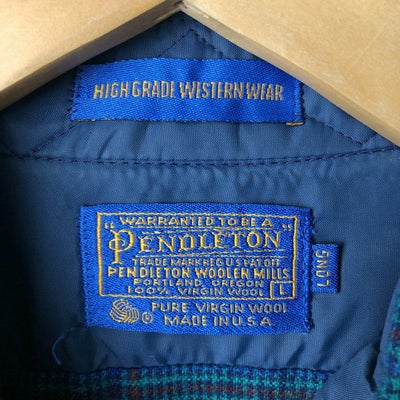 HIGH GRADE WESTERN WEAR
WARRANTED TO BE A
"PENDLETON"
TRADE MARK REG US PAT OFF
PENDLETON WOOLEN MILLS
PORTLAND, OREGON
100% VIRGIN WOOL
L
LONG
PURE VIRGIN WOOL
MADE IN U.S.A